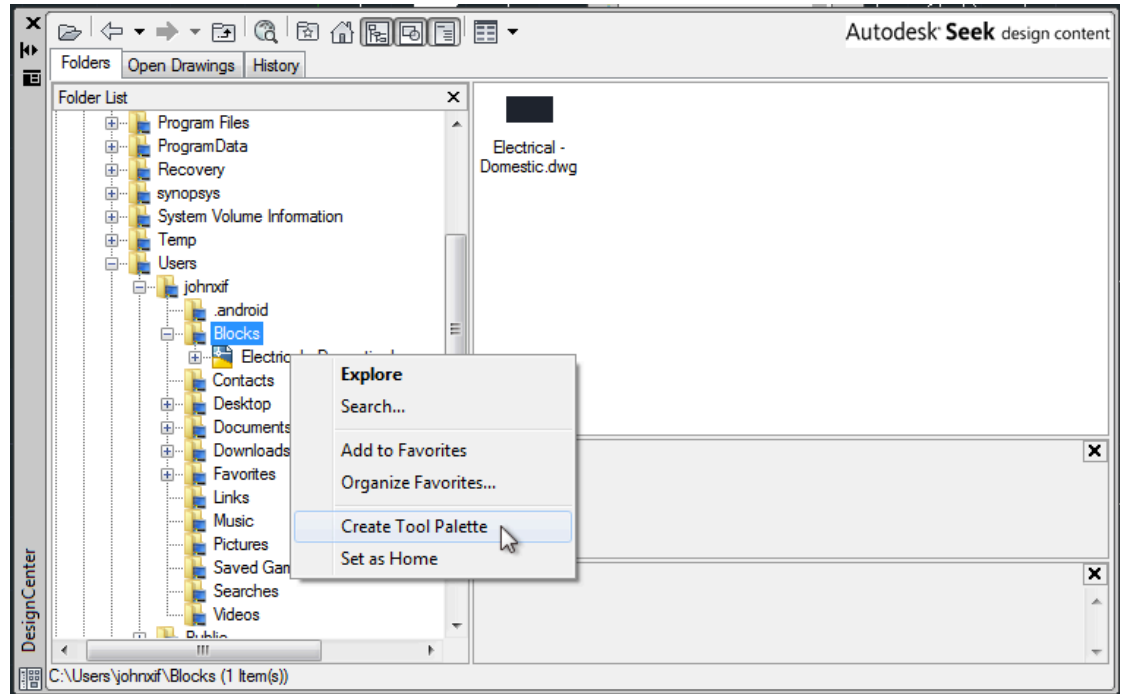 Autodesk Seek design content
Folders
Open Drawings
History
Folder List
Program Files
ProgramData
Recovery
synopsys
System Volume Information
Temp
Users
johnxif
.android
Blocks
Contacts
Desktop
Documents
Downloads
Favorites
Links
Music
Pictures
Saved
Searches
Videos
Public
Electrical -
Domestic.dwg
Explore
Search...
Add to Favorites
Organize Favorites...
Create Tool Palette
Set as Home
DesignCenter
C:\Users\johnxif\Blocks (1 Item(s))